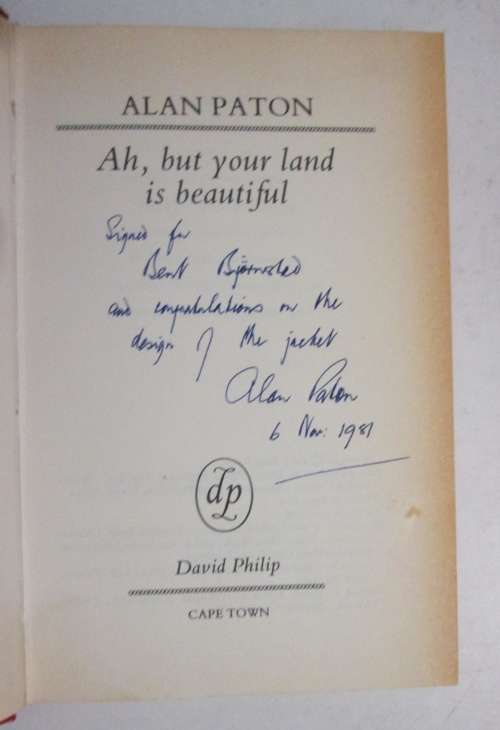 ALAN PATON
Ah, but your land
is beautiful
Signed for
Bent Björnstad
and congratulations on the
design of the jacket
Alan Paton
6 Nov: 1981
dp
David Philip
CAPE TOWN